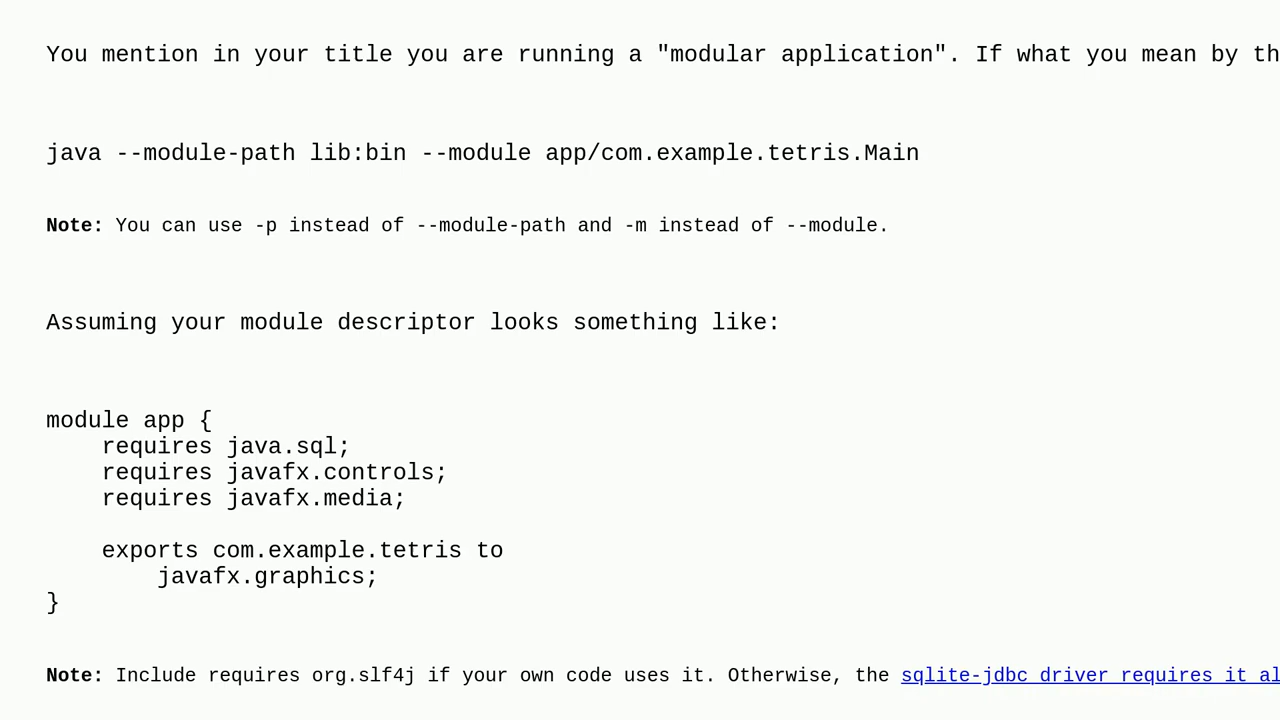 You mention in your title you are running a "modular application". If what you mean by
java --module-path lib:bin --module app/com.example.tetris.Main
Note: You can use -p instead of --module-path and -m instead of --module.
Assuming your module descriptor looks something like:
module app {
    requires java.sql;
    requires javafx.controls;
    requires javafx.media;
    exports com.example.tetris to
        javafx.graphics;
}
Note: Include requires org.slf4j if your own code uses it. Otherwise, the sqlite-jdbc driver requires it